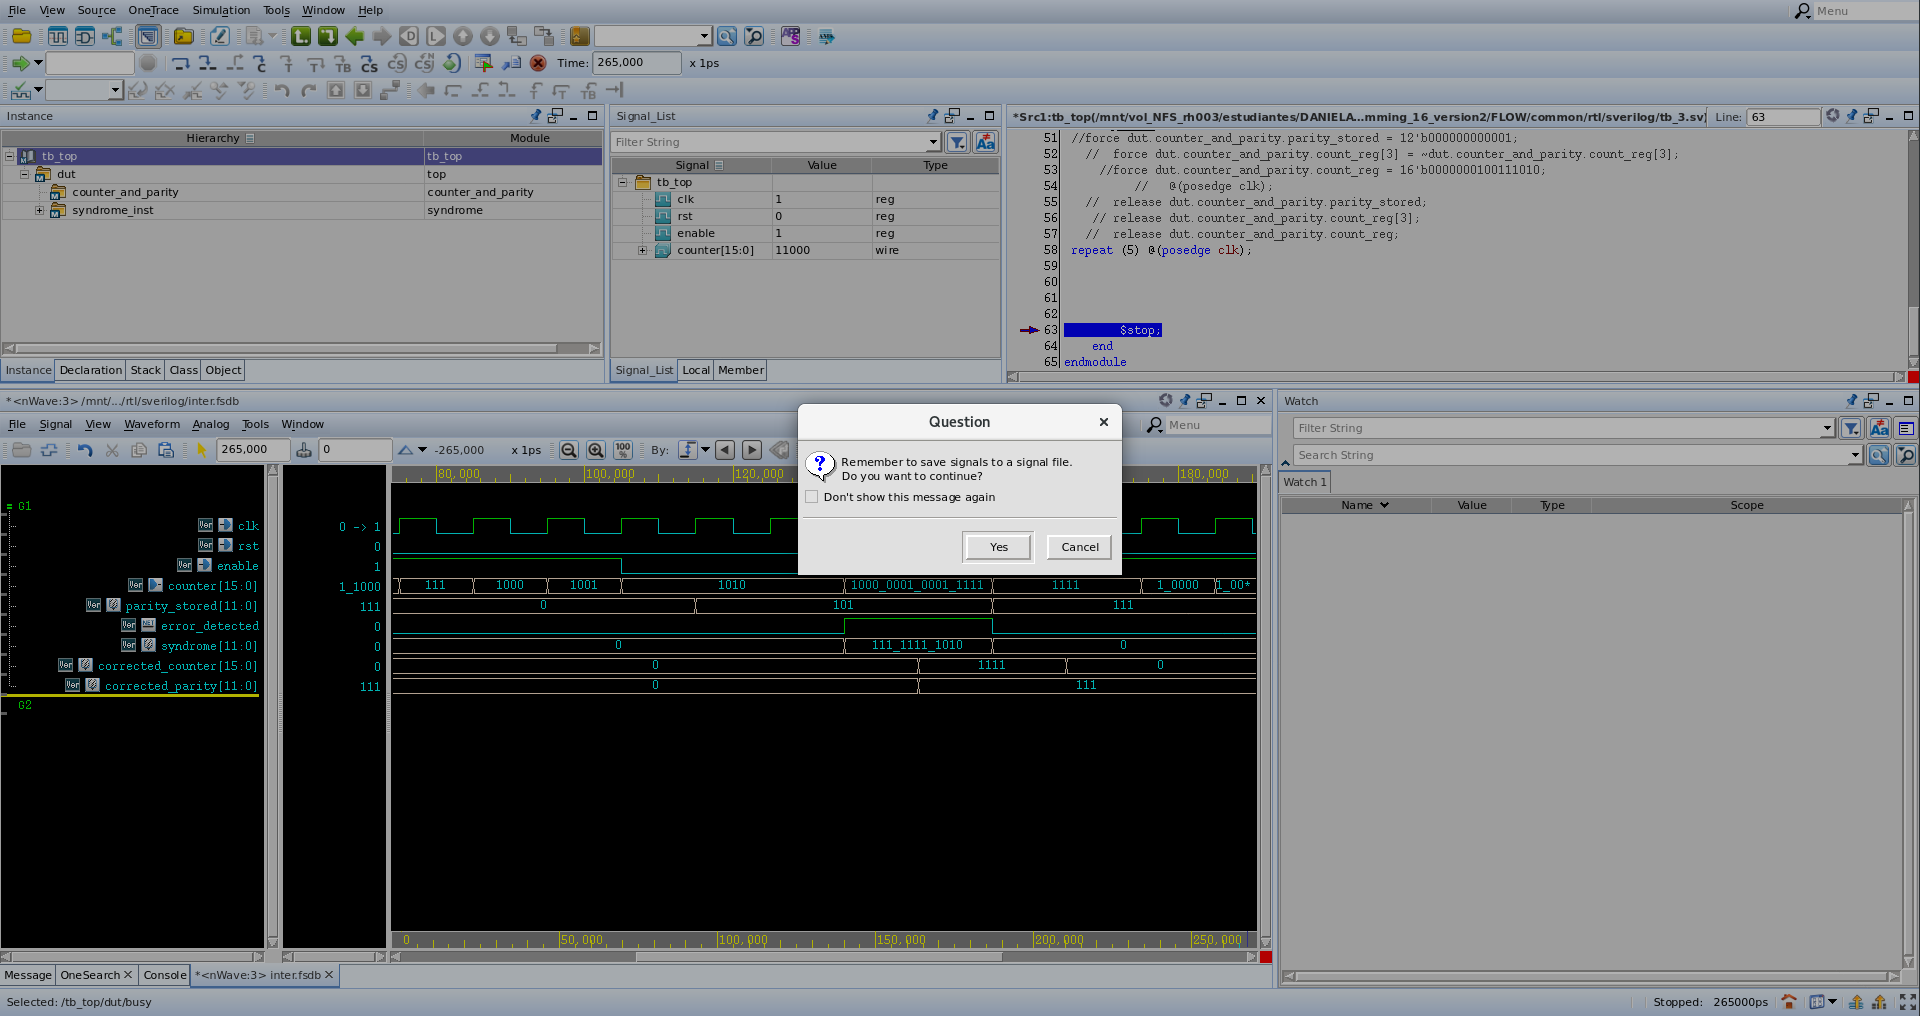 File View Source OneTrace Simulation Tools Window Help
Menu
Time: 265,000 x 1ps
Instance
Hierarchy Module
tb_top tb_top
dut top
counter_and_parity counter_and_parity
syndrome_inst syndrome
Instance Declaration Stack Class Object
Signal_List
Filter String
Signal Value Type
tb_top
clk 1 reg
rst 0 reg
enable 1 reg
counter[15:0] 11000 wire
Signal_List Local Member
*Src1:tb_top(/mnt/vol_NFS_rh003/estudiantes/DANIELA...mming_16_version2/FLOW/common/rtl/sverilog/tb_3.sv) Line: 63
51 //force dut.counter_and_parity.parity_stored = 12'b000000000001;
52 // force dut.counter_and_parity.count_reg[3] = ~dut.counter_and_parity.count_reg[3];
53 //force dut.counter_and_parity.count_reg = 16'b0000000100111010;
54 // @(posedge clk);
55 // release dut.counter_and_parity.parity_stored;
56 // release dut.counter_and_parity.count_reg[3];
57 // release dut.counter_and_parity.count_reg;
58 repeat (5) @(posedge clk);
59
60
61
62
63 $stop;
64 end
65 endmodule
*<nWave:3> /mnt/.../rtl/sverilog/inter.fsdb
File Signal View Waveform Analog Tools Window
Menu
265,000 0 -265,000 x 1ps 100 % By:
80,000 100,000 120,000 180,000
G1
clk 0 -> 1
rst 0
enable 1
counter[15:0] 1_1000 111 1000 1001 1010 1000_0001_0001_1111 1111 1_0000 1_00*
parity_stored[11:0] 111 0 101 111
error_detected 0
syndrome[11:0] 0 0 111_1111_1010 0
corrected_counter[15:0] 0 0 1111 0
corrected_parity[11:0] 111 0 111
G2
0 50,000 100,000 150,000 200,000 250,000
Question
Remember to save signals to a signal file.
Do you want to continue?
Don't show this message again
Yes Cancel
Watch
Filter String
Search String
Watch 1
Name Value Type Scope
Message OneSearch Console *<nWave:3> inter.fsdb
Selected: /tb_top/dut/busy
Stopped: 265000ps